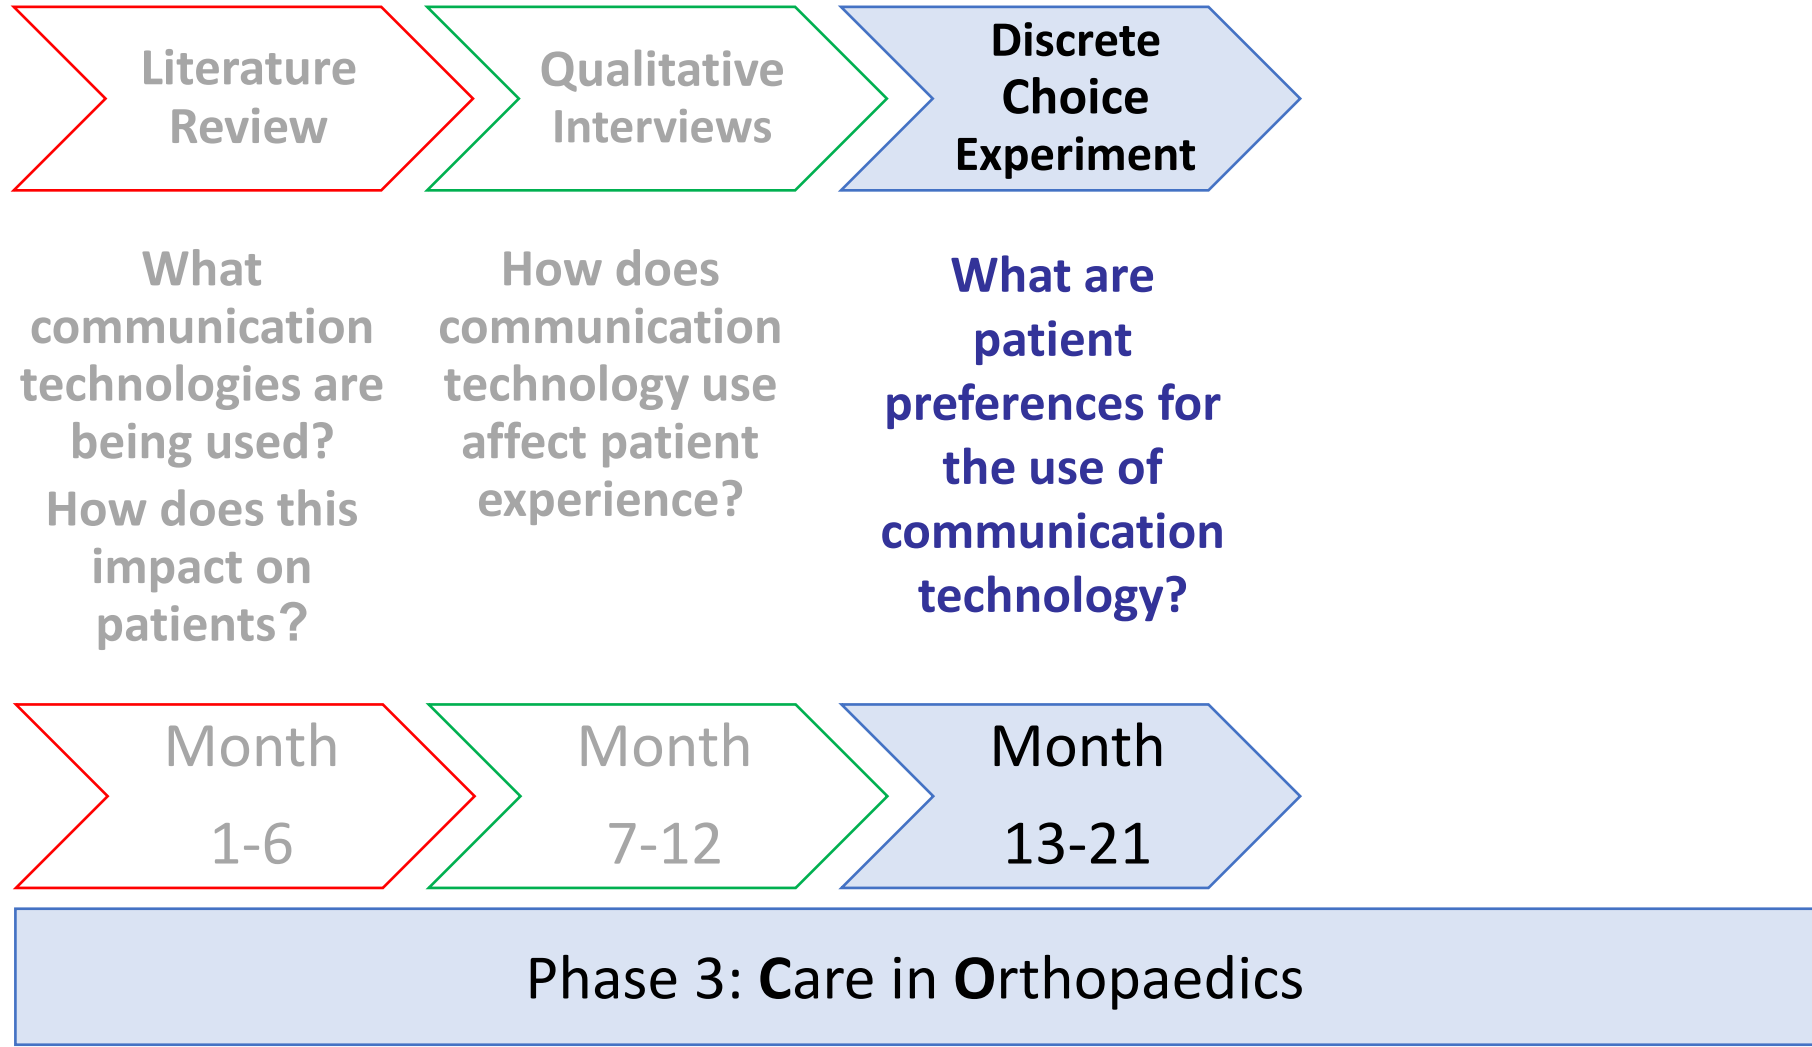 Literature
Review
Qualitative
Interviews
Discrete
Choice
Experiment
What
communication
technologies are
being used?
How does this
impact on
patients?
How does
communication
technology use
affect patient
experience?
What are
patient
preferences for
the use of
communication
technology?
Month
1-6
Month
7-12
Month
13-21
Phase 3: Care in Orthopaedics